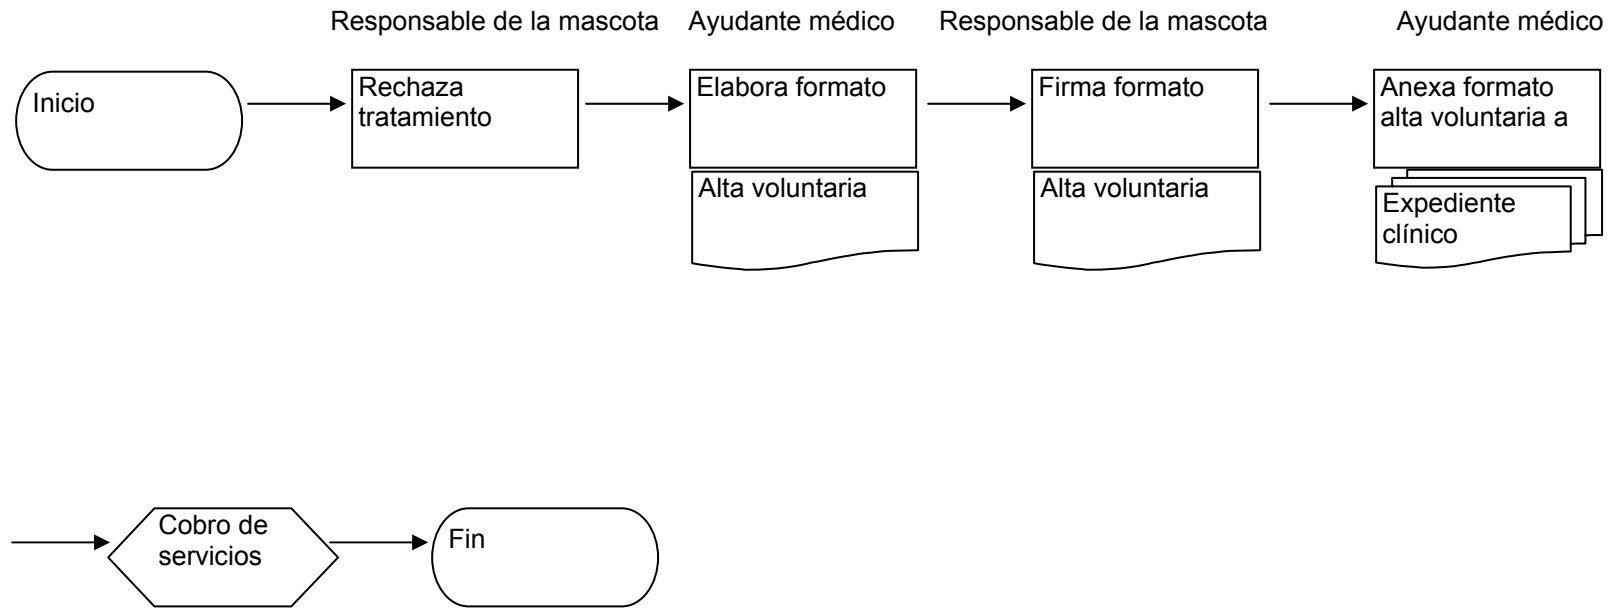 Responsable de la mascota Ayudante médico Responsable de la mascota Ayudante médico
Inicio
Rechaza
tratamiento
Elabora formato
Alta voluntaria
Firma formato
Alta voluntaria
Anexa formato
alta voluntaria a
Expediente
clínico
Cobro de
servicios
Fin